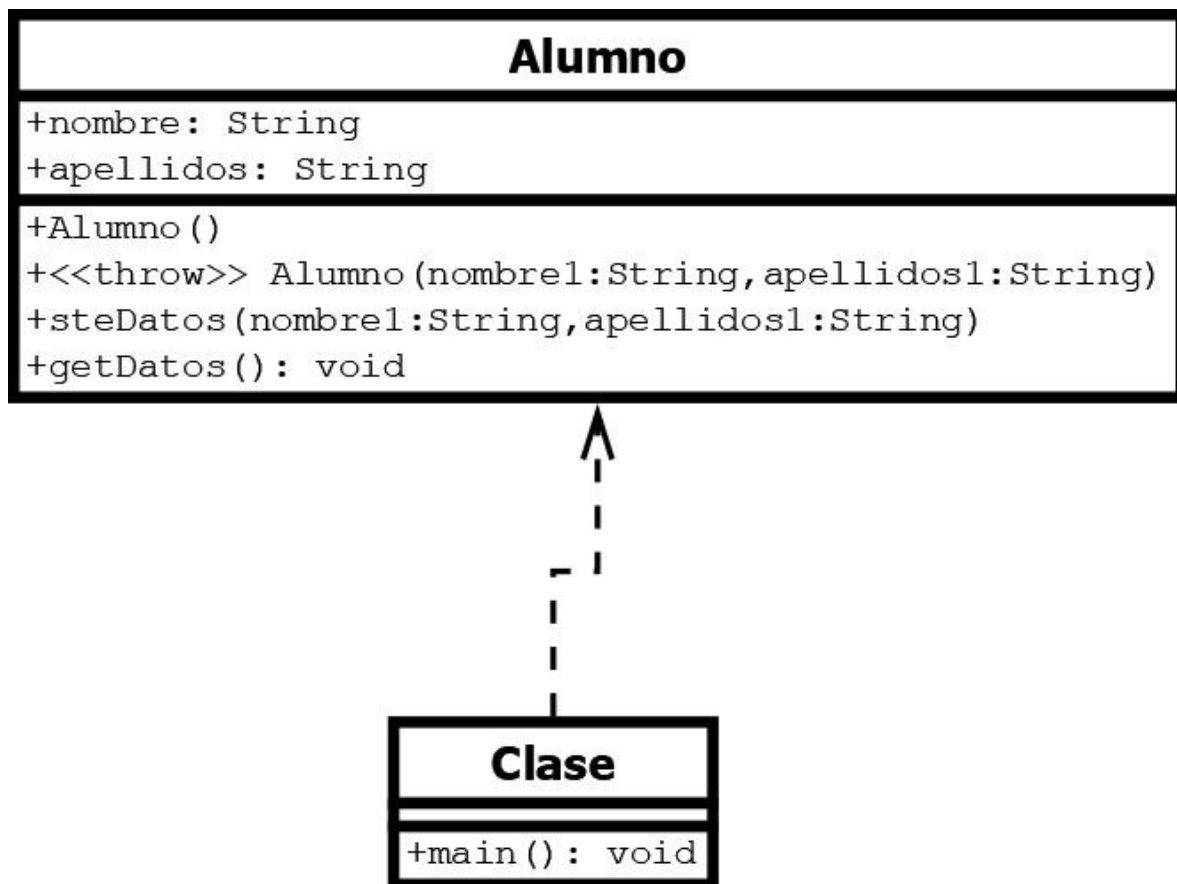 Alumno
+nombre: String
+apellidos: String
+Alumno()
+<<throw>> Alumno(nombre1:String,apellidos1:String)
+steDatos(nombre1:String,apellidos1:String)
+getDatos(): void
Clase
+main(): void